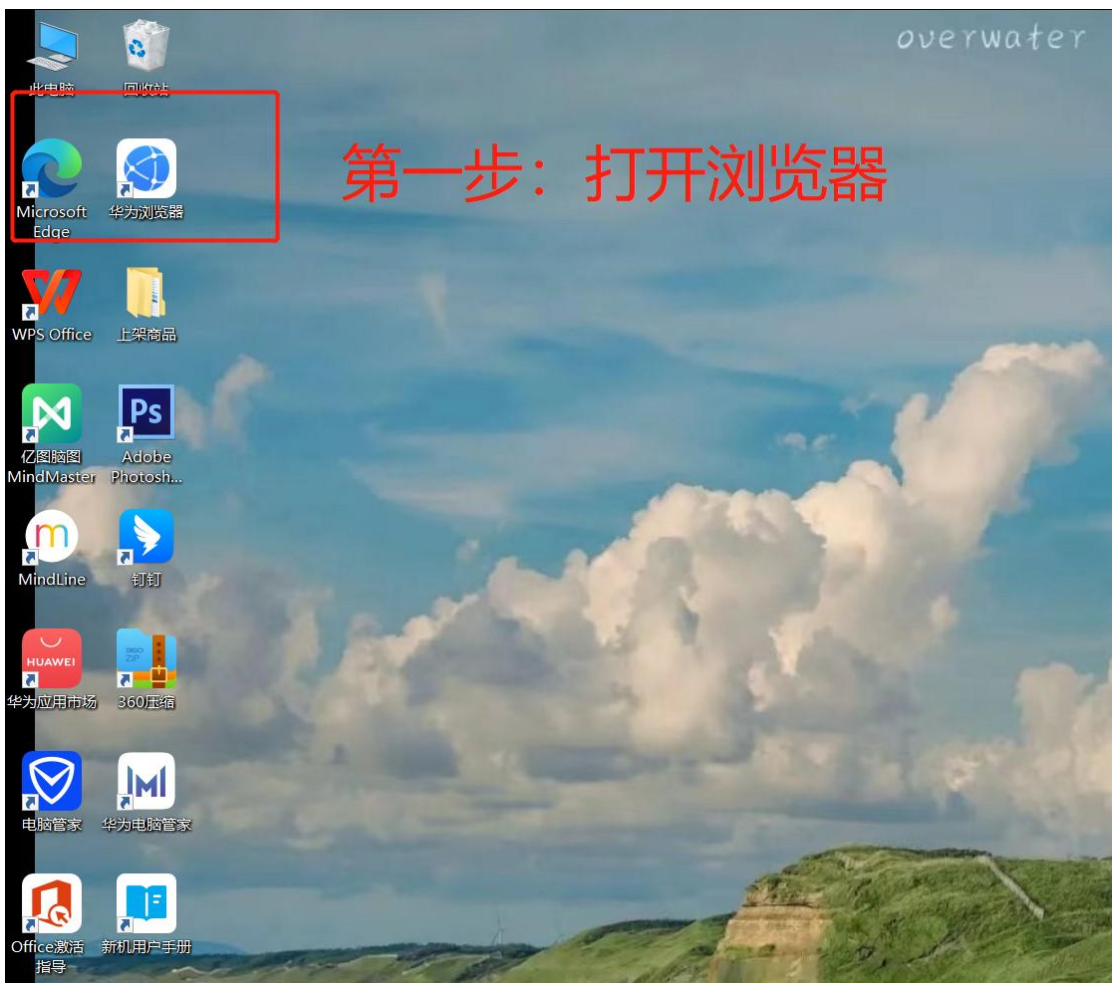 overwater
此电脑 回收站
第一步：打开浏览器
Microsoft Edge 华为浏览器
WPS Office 上架商品
Ps
亿图脑图 MindMaster Adobe Photosh...
m
MindLine 钉钉
HUAWEI 360 ZIP
华为应用市场 360压缩
电脑管家 华为电脑管家
Office激活指导 新机用户手册